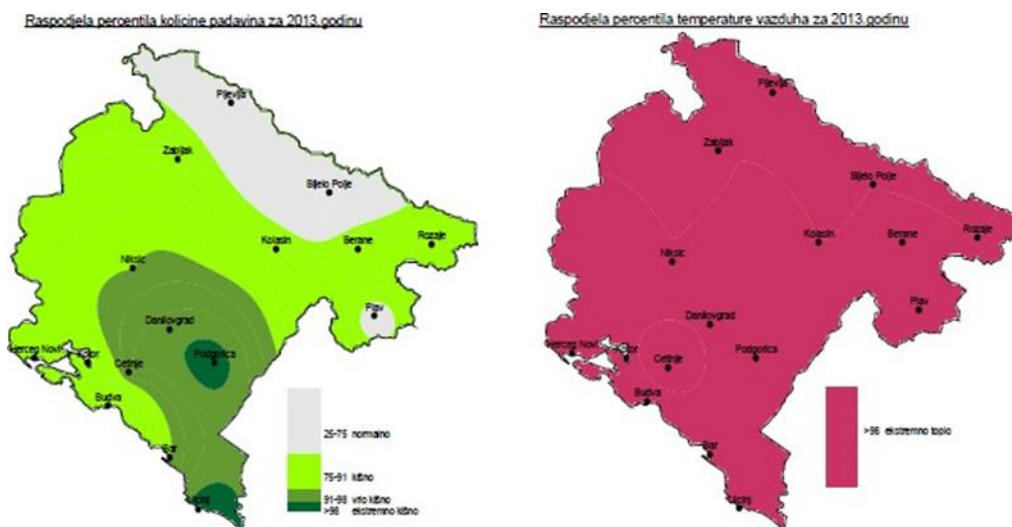 Raspodjela percentila kolicine padavina za 2013.godinu
Pljevlja
Zabljak
Bijelo Polje
Kolasin
Berane
Rozaje
Niksic
Plav
Danilovgrad
Herceg Novi
Kotor
Cetinje
Podgorica
Budva
Bar
Ulcinj
25-75 normalno
75-91 kišno
91-98 vrlo kišno
>98 ekstremno kišno
Raspodjela percentila temperature vazduha za 2013.godinu
Pljevlja
Zabljak
Bijelo Polje
Kolasin
Berane
Rozaje
Niksic
Plav
Danilovgrad
Herceg Novi
Kotor
Cetinje
Podgorica
Budva
Bar
Ulcinj
>98 ekstremno toplo